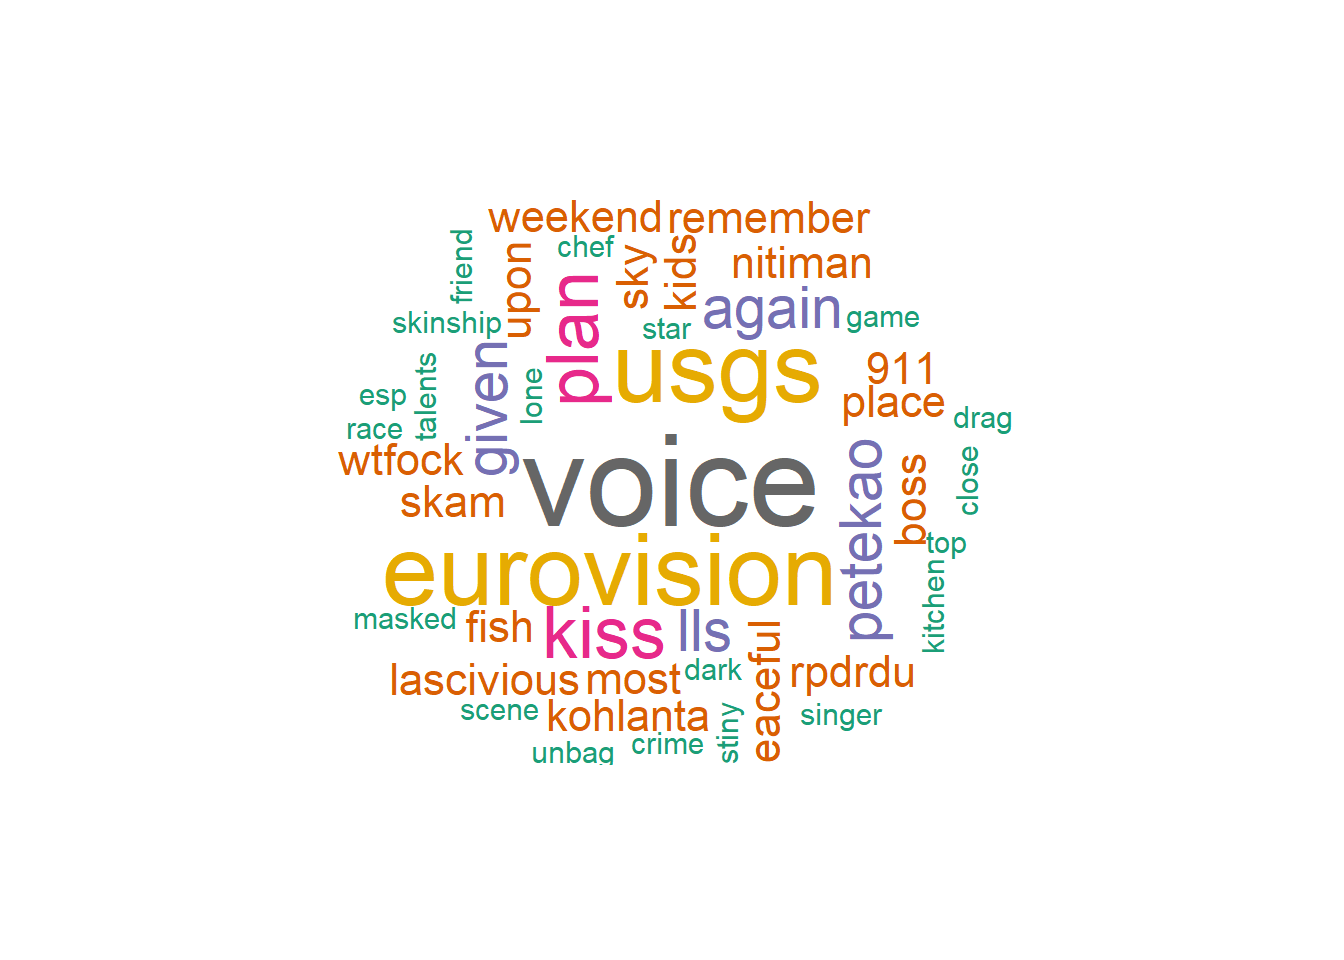 weekend remember
friend
upon
chef
sky
kids
nitiman
skinship
plan
star
again
game
usgs
given
lone
talents
esp
race
911
place
drag
wtfock
skam
voice
petekao
boss
close
top
eurovision
kitchen
masked
fish
kiss
lls
dark
eaceful
rpdrdu
lascivious
most
scene
kohlanta
singer
stiny
crime
unbag